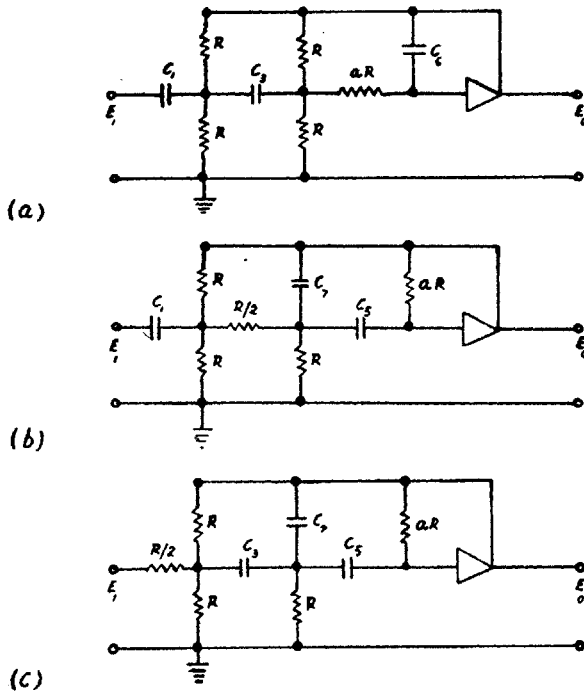 R R C₆
C₁ C₃ aR
E₁ R R E₀
(a)
R C₇ aR
C₁ R/2 C₅
E₁ R R E₀
(b)
R C₇ aR
R/2 C₃ C₅
E₁ R R E₀
(c)